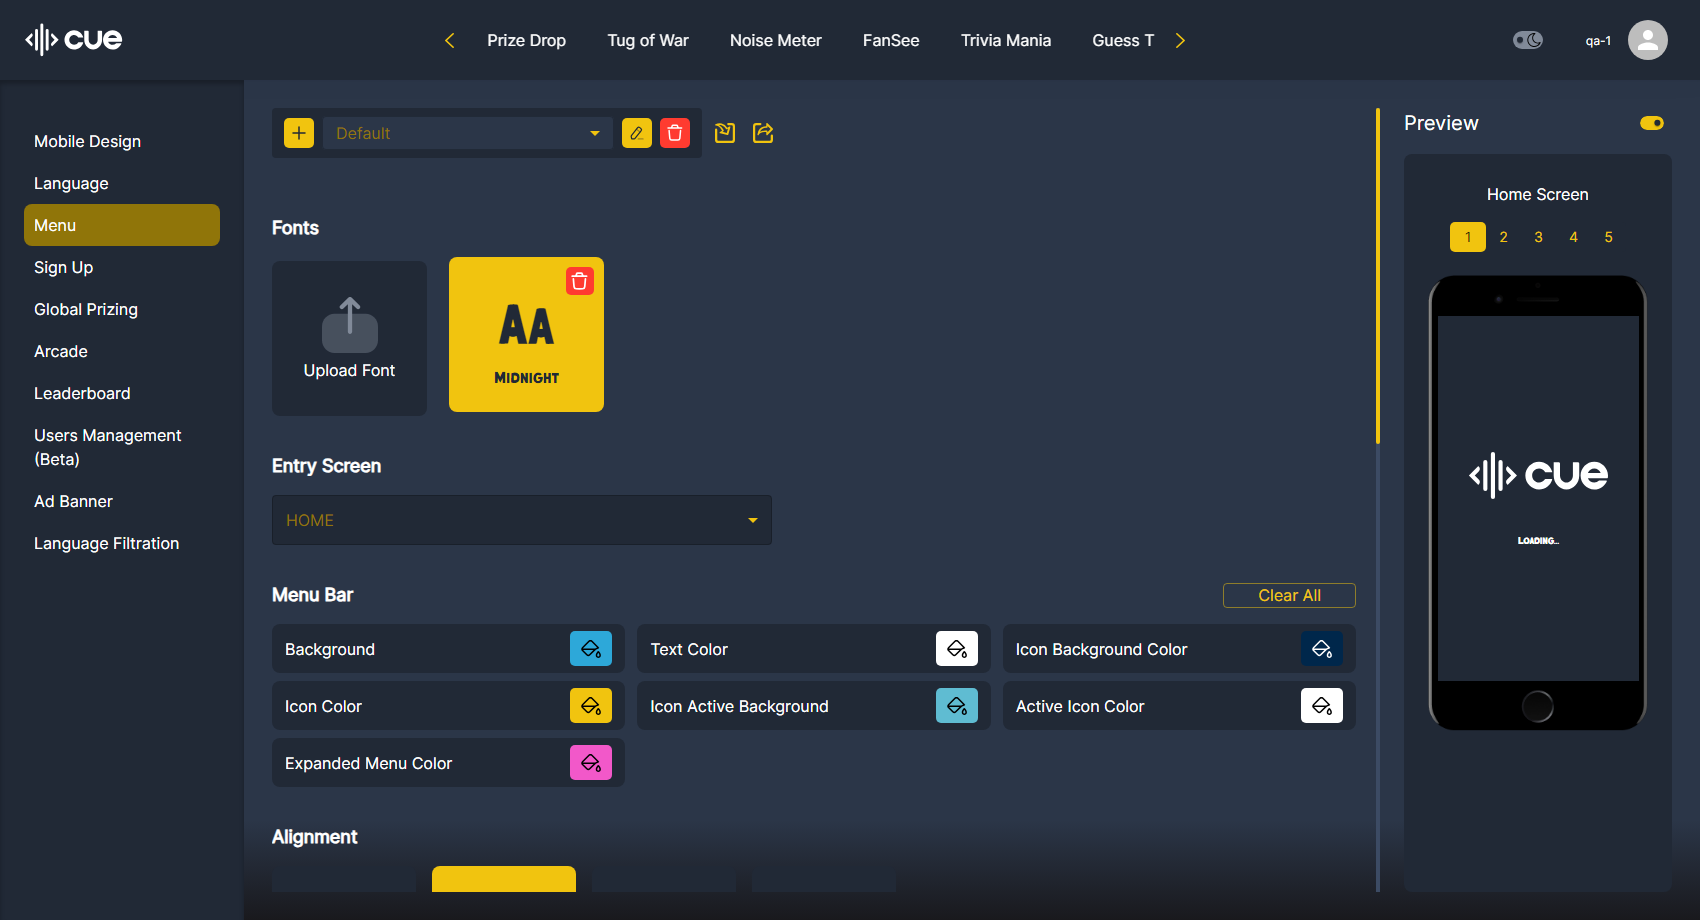 cue
Prize Drop
Tug of War
Noise Meter
FanSee
Trivia Mania
Guess T
qa-1
Mobile Design
Language
Menu
Sign Up
Global Prizing
Arcade
Leaderboard
Users Management
(Beta)
Ad Banner
Language Filtration
Default
Fonts
Upload Font
AA
MIDNIGHT
Entry Screen
HOME
Menu Bar
Clear All
Background
Text Color
Icon Background Color
Icon Color
Icon Active Background
Active Icon Color
Expanded Menu Color
Alignment
Preview
Home Screen
1 2 3 4 5
cue
LOADING...